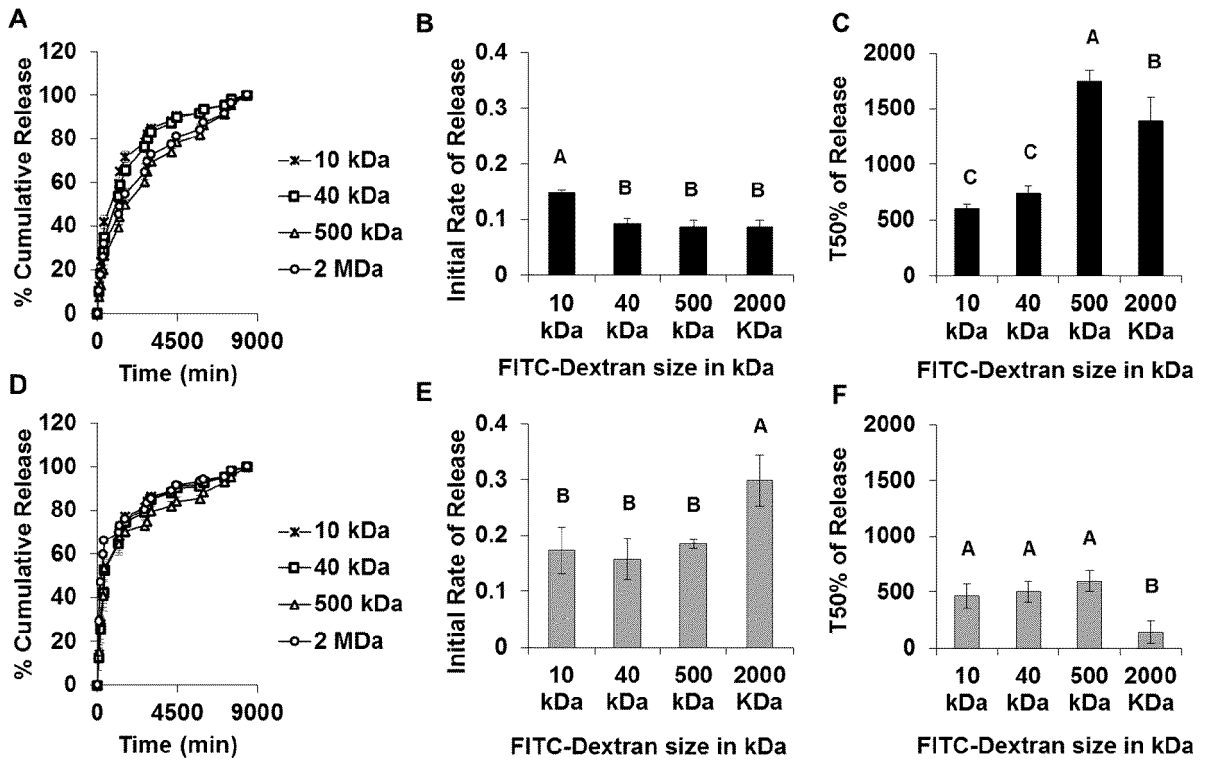 A
% Cumulative Release
120
100
80
60
40
20
0
0 4500 9000
Time (min)
10 kDa
40 kDa
500 kDa
2 MDa
B
Initial Rate of Release
0.4
0.3
0.2
0.1
0
A B B B
10 40 500 2000
kDa kDa kDa KDa
FITC-Dextran size in kDa
C
T50% of Release
2000
1500
1000
500
0
C C A B
10 40 500 2000
kDa kDa kDa KDa
FITC-Dextran size in kDa
D
% Cumulative Release
120
100
80
60
40
20
0
0 4500 9000
Time (min)
10 kDa
40 kDa
500 kDa
2 MDa
E
Initial Rate of Release
0.4
0.3
0.2
0.1
0
B B B A
10 40 500 2000
kDa kDa kDa KDa
FITC-Dextran size in kDa
F
T50% of Release
2000
1500
1000
500
0
A A A B
10 40 500 2000
kDa kDa kDa KDa
FITC-Dextran size in kDa